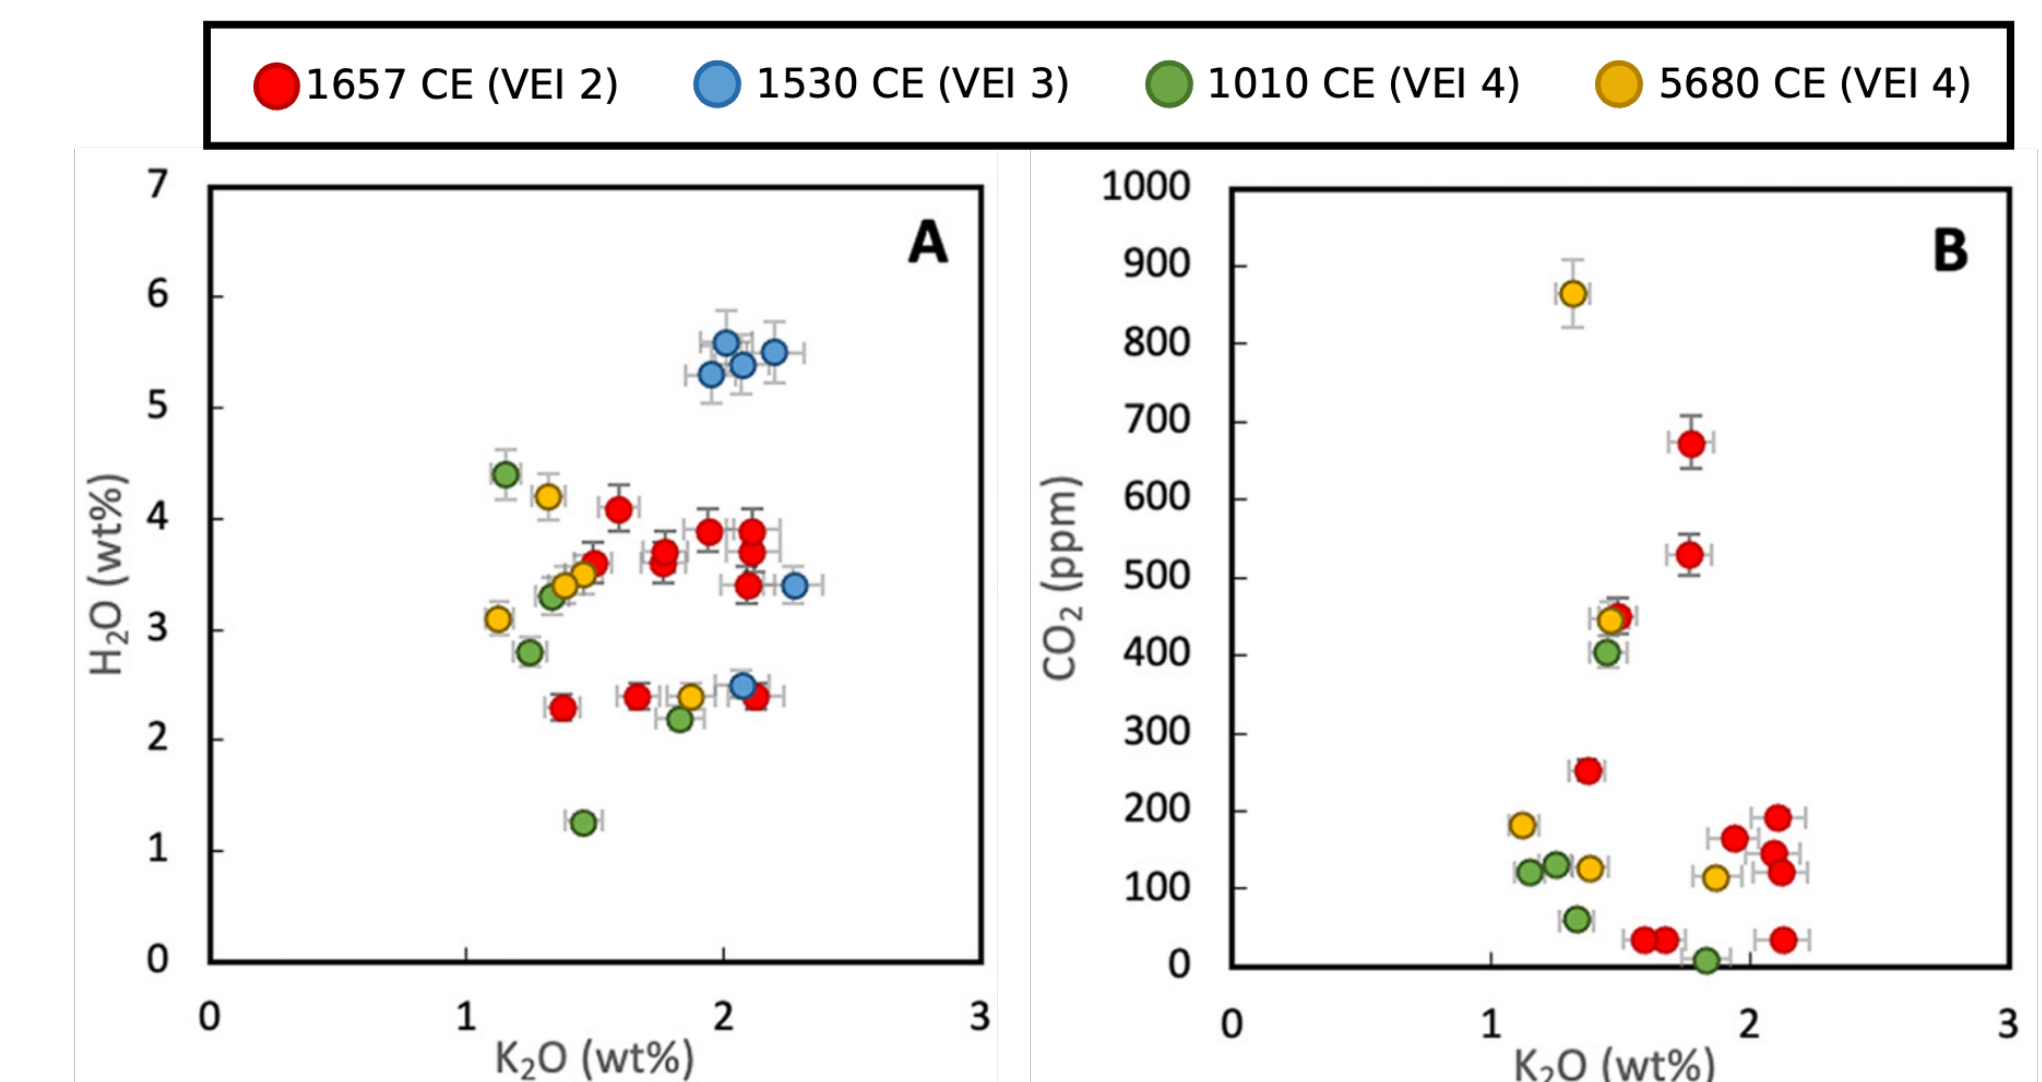 1657 CE (VEI 2) 1530 CE (VEI 3) 1010 CE (VEI 4) 5680 CE (VEI 4)
A
7
6
5
4
3
2
1
0
H₂O (wt%)
0 1 2 3
K₂O (wt%)
B
1000
900
800
700
600
500
400
300
200
100
0
CO₂ (ppm)
0 1 2 3
K₂O (wt%)